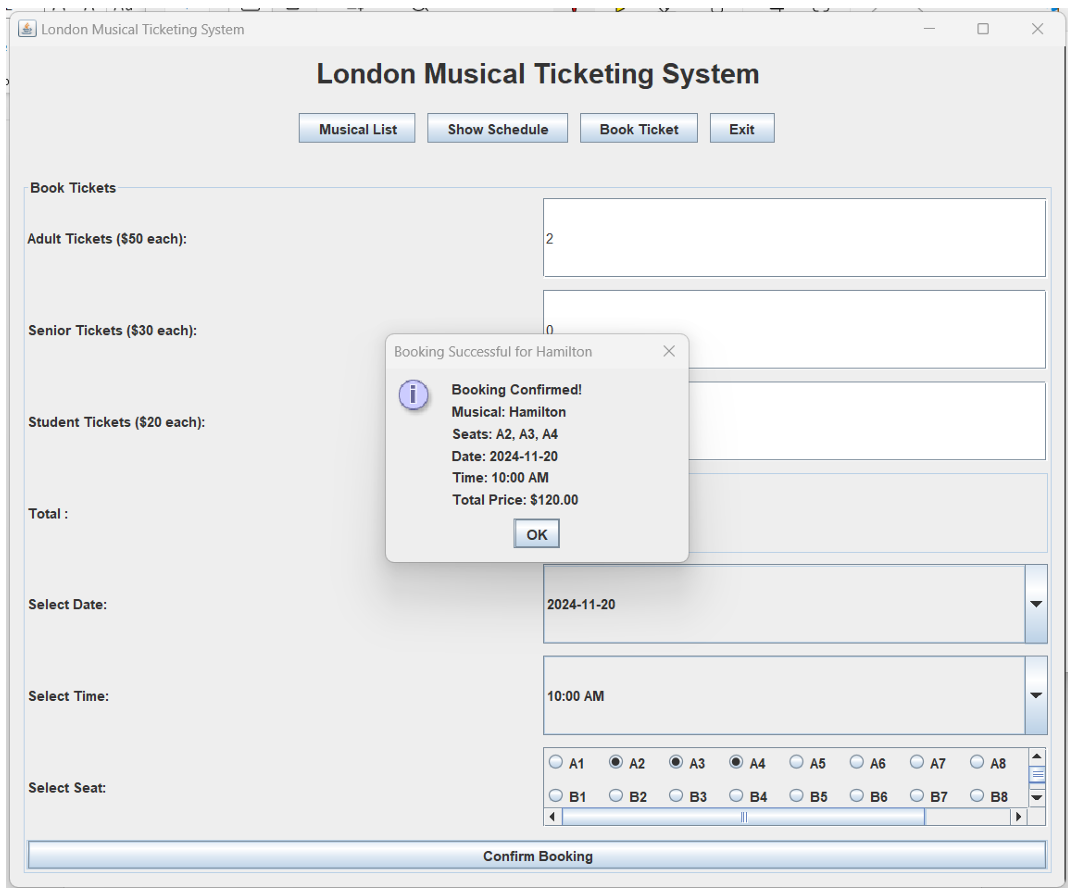 London Musical Ticketing System
London Musical Ticketing System
Musical List Show Schedule Book Ticket Exit
Book Tickets
Adult Tickets ($50 each): 2
Senior Tickets ($30 each): 0
Booking Successful for Hamilton
Booking Confirmed!
Musical: Hamilton
Student Tickets ($20 each):
Seats: A2, A3, A4
Date: 2024-11-20
Time: 10:00 AM
Total Price: $120.00
Total :
OK
Select Date: 2024-11-20
Select Time: 10:00 AM
A1 A2 A3 A4 A5 A6 A7 A8
Select Seat:
B1 B2 B3 B4 B5 B6 B7 B8
Confirm Booking